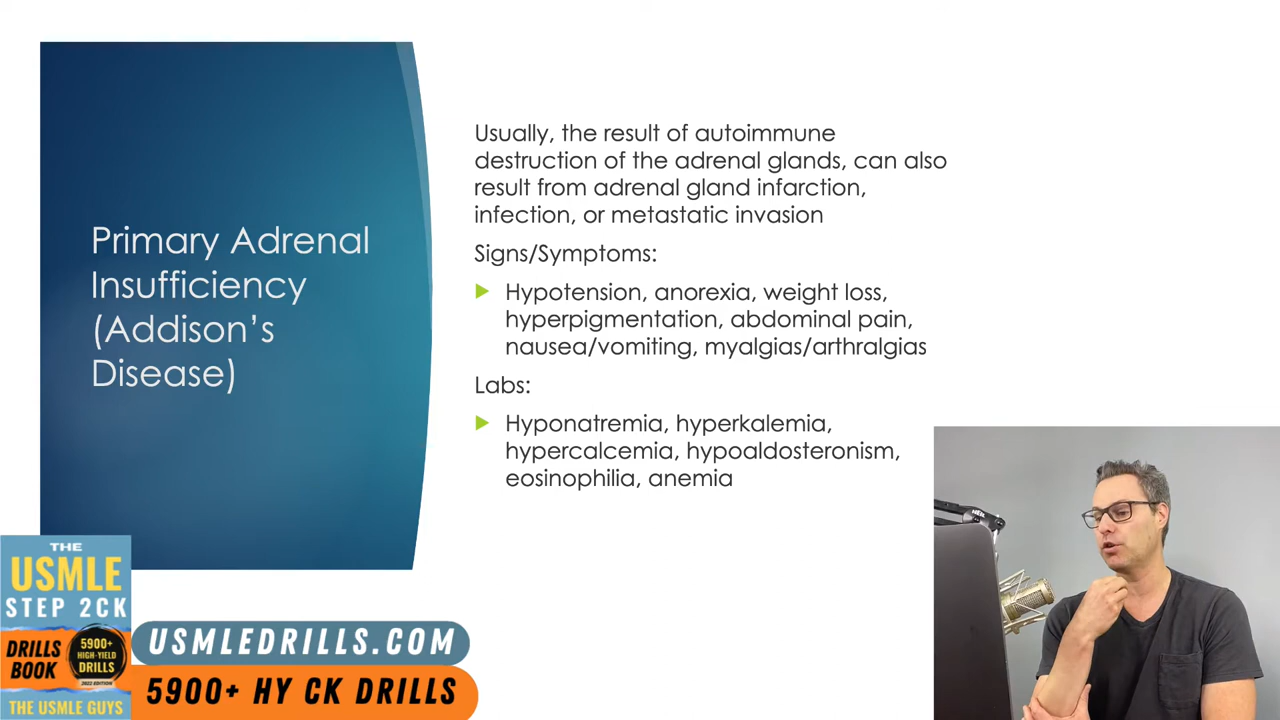 Primary Adrenal
Insufficiency
(Addison's
Disease)
Usually, the result of autoimmune
destruction of the adrenal glands, can also
result from adrenal gland infarction,
infection, or metastatic invasion
Signs/Symptoms:
Hypotension, anorexia, weight loss,
hyperpigmentation, abdominal pain,
nausea/vomiting, myalgias/arthralgias
Labs:
Hyponatremia, hyperkalemia,
hypercalcemia, hypoaldosteronism,
eosinophilia, anemia
THE
USMLE
STEP 2CK
DRILLS
BOOK
5900+
HIGH-YIELD
DRILLS
2022 EDITION
THE USMLE GUYS
USMLEDRILLS.COM
5900+ HY CK DRILLS